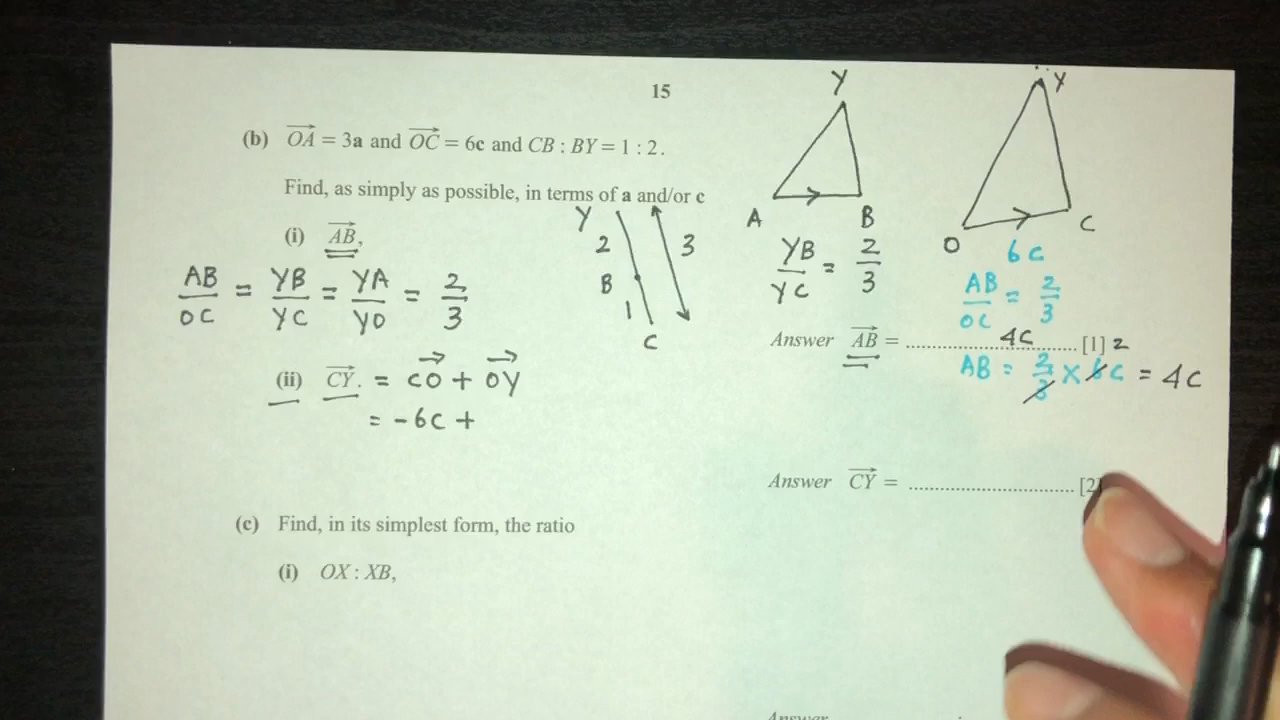 15
(b) OA = 3a and OC = 6c and CB : BY = 1 : 2.
Find, as simply as possible, in terms of a and/or c
(i) AB,
AB/OC = YB/YC = YA/YO = 2/3
Y
2
B
1
C
3
Y
A
B
YB/YC = 2/3
Y
O
C
6c
AB/OC = 2/3
Answer AB = 4c [1] 2
AB = 2/3 × 6c = 4c
(ii) CY. = CO + OY
= -6c +
Answer CY = [2]
(c) Find, in its simplest form, the ratio
(i) OX : XB,
Answer